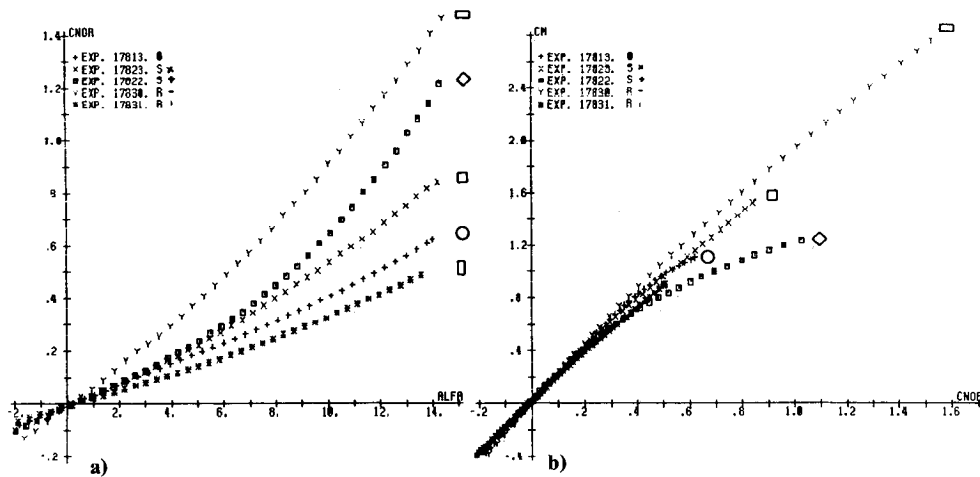 CNOR
1.4
+ EXP. 17813.
× EXP. 17823. S ×
EXP. 17822. S +
Y EXP. 17830. R -
EXP. 17831. R
1.2
1.0
.8
.6
.4
.2
-2.
2.
4.
6.
8.
10.
12.
14.
ALFA
-.2
a)
CM
+ EXP. 17813.
× EXP. 17823. S ×
EXP. 17822. S +
Y EXP. 17830. R -
EXP. 17831. R
2.4
2.0
1.6
1.2
.8
.4
-.2
.2
.4
.6
.8
1.0
1.2
1.4
1.6
-.4
b)